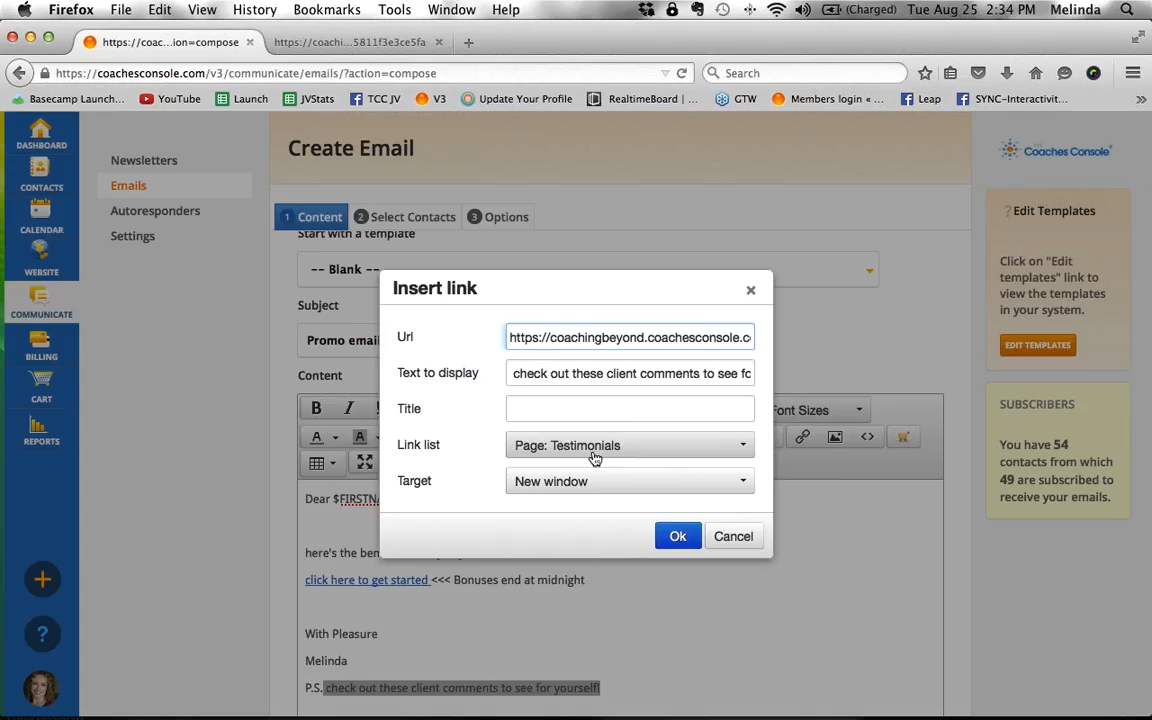 Firefox File Edit View History Bookmarks Tools Window Help (Charged) Tue Aug 25 2:34 PM Melinda
https://coac...ion=compose https://coachi...5811f3e3ce5fa
https://coachesconsole.com/v3/communicate/emails/?action=compose Search
Basecamp Launch... YouTube Launch JVStats TCC JV V3 Update Your Profile RealtimeBoard | ... GTW Members login « ... Leap SYNC-Interactivit...
DASHBOARD
CONTACTS
CALENDAR
WEBSITE
COMMUNICATE
BILLING
CART
REPORTS
Newsletters
Emails
Autoresponders
Settings
Create Email
1 Content 2 Select Contacts 3 Options
Start with a template
-- Blank --
Subject
Promo emai
Content
B I
Font Sizes
A A
Dear $FIRSTNA
here's the ben
click here to get started <<< Bonuses end at midnight
With Pleasure
Melinda
P.S. check out these client comments to see for yourself!
Insert link
Url https://coachingbeyond.coachesconsole.c
Text to display check out these client comments to see fo
Title
Link list Page: Testimonials
Target New window
Ok Cancel
Coaches Console
? Edit Templates
Click on "Edit
templates" link to
view the templates
in your system.
EDIT TEMPLATES
SUBSCRIBERS
You have 54
contacts from which
49 are subscribed to
receive your emails.